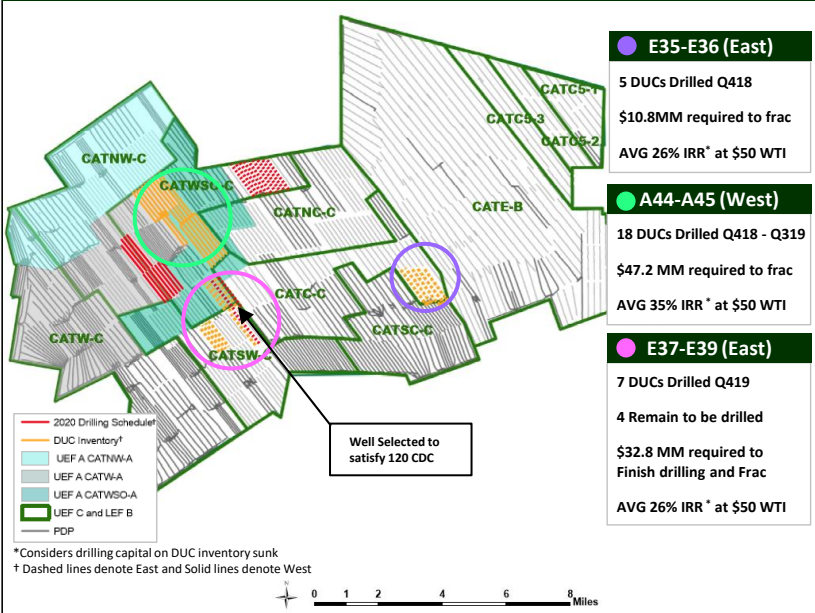 CATNW-C
CATWSO-C
CATNC-C
CATE-B
CATC5-1
CATC5-3
CATC5-2
CATW-C
CATC-C
CATSC-C
CATSW-C
E35-E36 (East)
5 DUCs Drilled Q418
$10.8MM required to frac
AVG 26% IRR* at $50 WTI
A44-A45 (West)
18 DUCs Drilled Q418 - Q319
$47.2 MM required to frac
AVG 35% IRR* at $50 WTI
E37-E39 (East)
7 DUCs Drilled Q419
4 Remain to be drilled
$32.8 MM required to
Finish drilling and Frac
AVG 26% IRR* at $50 WTI
Well Selected to
satisfy 120 CDC
2020 Drilling Schedule†
DUC Inventory†
UEF A CATNW-A
UEF A CATW-A
UEF A CATWSO-A
UEF C and LEF B
PDP
*Considers drilling capital on DUC inventory sunk
† Dashed lines denote East and Solid lines denote West
N
0 1 2 4 6 8
Miles